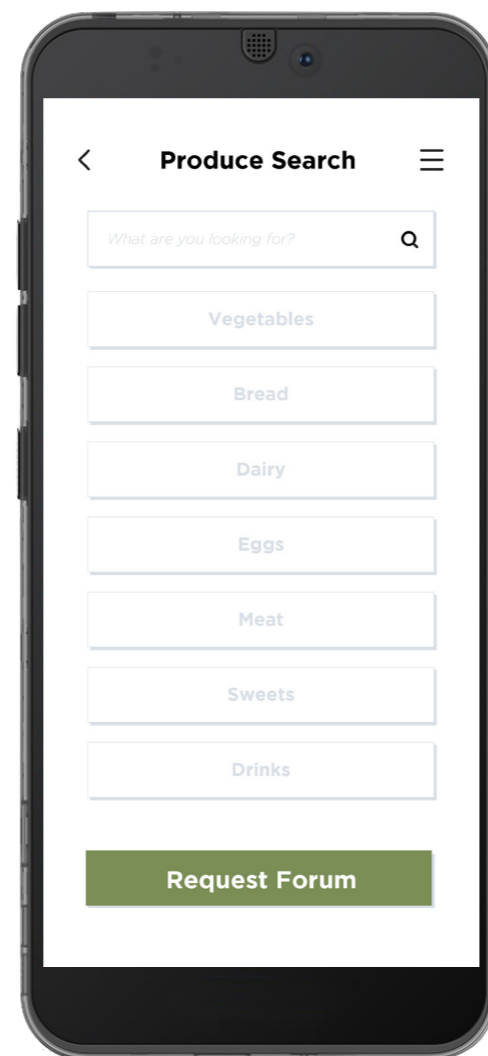 Produce Search
What are you looking for?
Vegetables
Bread
Dairy
Eggs
Meat
Sweets
Drinks
Request Forum